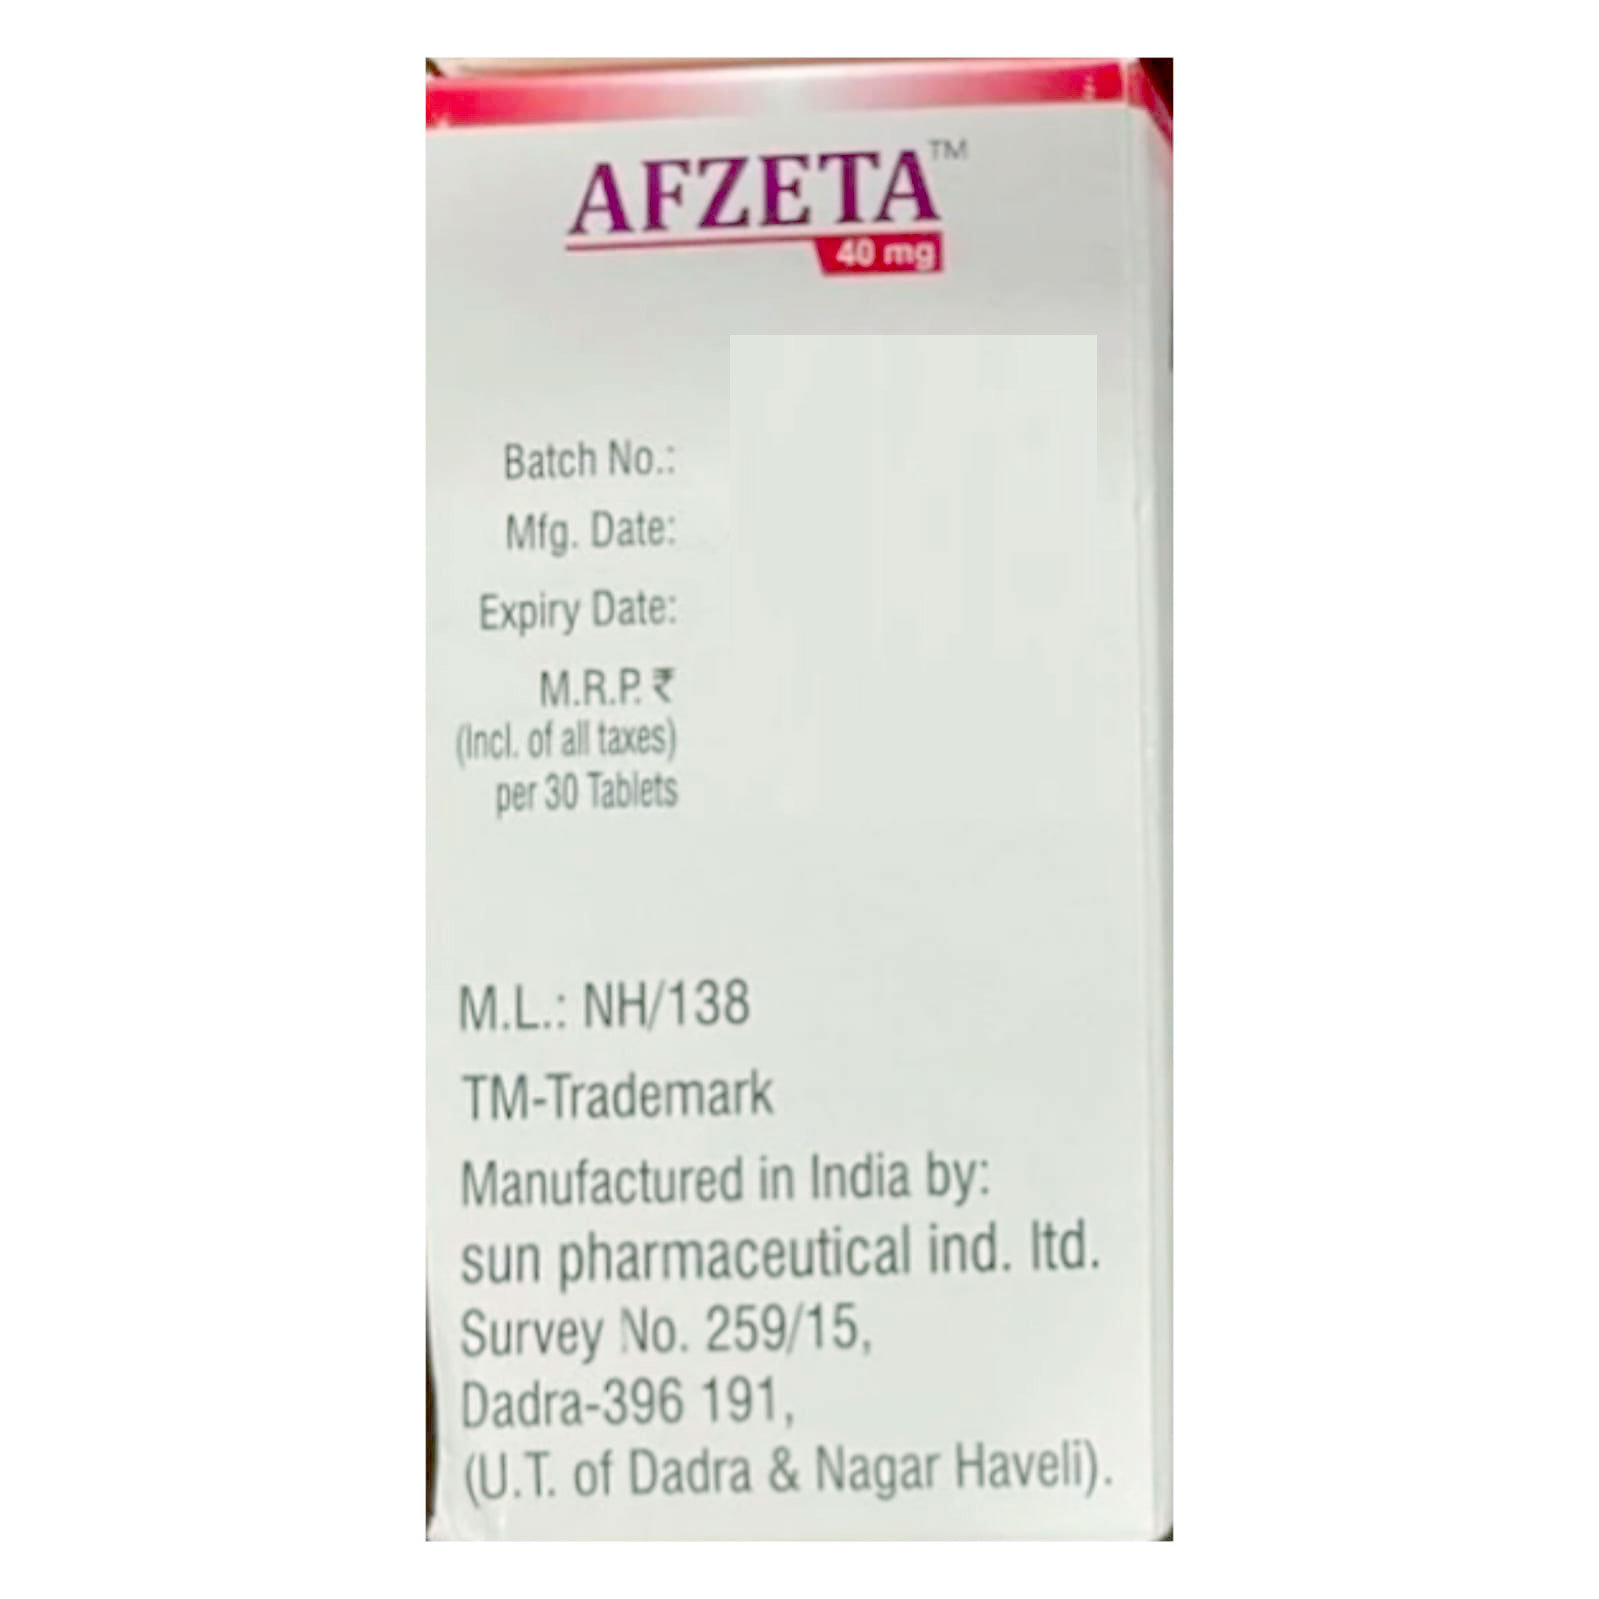 AFZETA™
40 mg
Batch No.:
Mfg. Date:
Expiry Date:
M.R.P. ₹
(Incl. of all taxes)
per 30 Tablets
M.L.: NH/138
TM-Trademark
Manufactured in India by:
sun pharmaceutical ind. ltd.
Survey No. 259/15,
Dadra-396 191,
(U.T. of Dadra & Nagar Haveli).